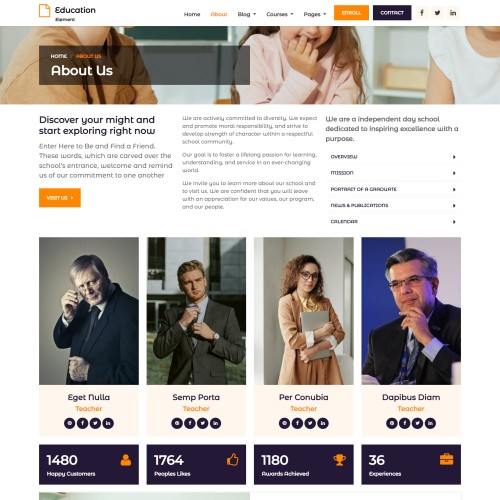 Education
Element
Home
About
Blog
Courses
Pages
ENROLL
CONTACT
HOME / ABOUT US
About Us
Discover your might and
start exploring right now
Enter Here to Be and Find a Friend.
These words, which are carved over the
school's entrance, welcome and remind
us of our commitment to one another
VISIT US
We are actively committed to diversity. We expect
and promote moral responsibility, and strive to
develop strength of character within a respectful
school community.
Our goal is to foster a lifelong passion for learning,
understanding, and service in an ever-changing
world.
We invite you to learn more about our school and
to visit us. We are confident that you will leave
with an appreciation for our values, our program,
and our people.
We are a independent day school
dedicated to inspiring excellence with a
purpose.
OVERVIEW
MISSION
PORTRAIT OF A GRADUATE
NEWS & PUBLICATIONS
CALENDAR
Eget Nulla
Teacher
Semp Porta
Teacher
Per Conubia
Teacher
Dapibus Diam
Teacher
1480
Happy Customers
1764
Peoples Likes
1180
Awards Achieved
36
Experiences